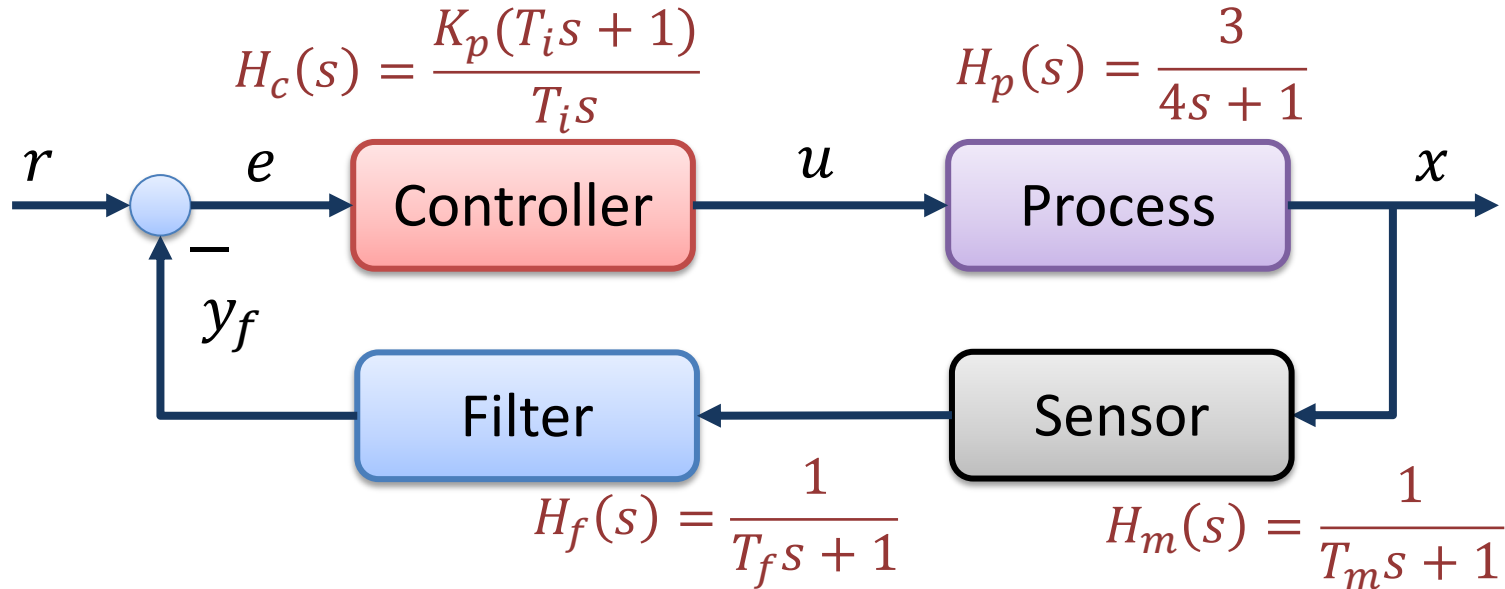 H_c(s) = K_p(T_i s + 1) / T_i s
H_p(s) = 3 / 4s + 1
r
e
Controller
u
Process
x
−
y_f
Filter
Sensor
H_f(s) = 1 / T_f s + 1
H_m(s) = 1 / T_m s + 1